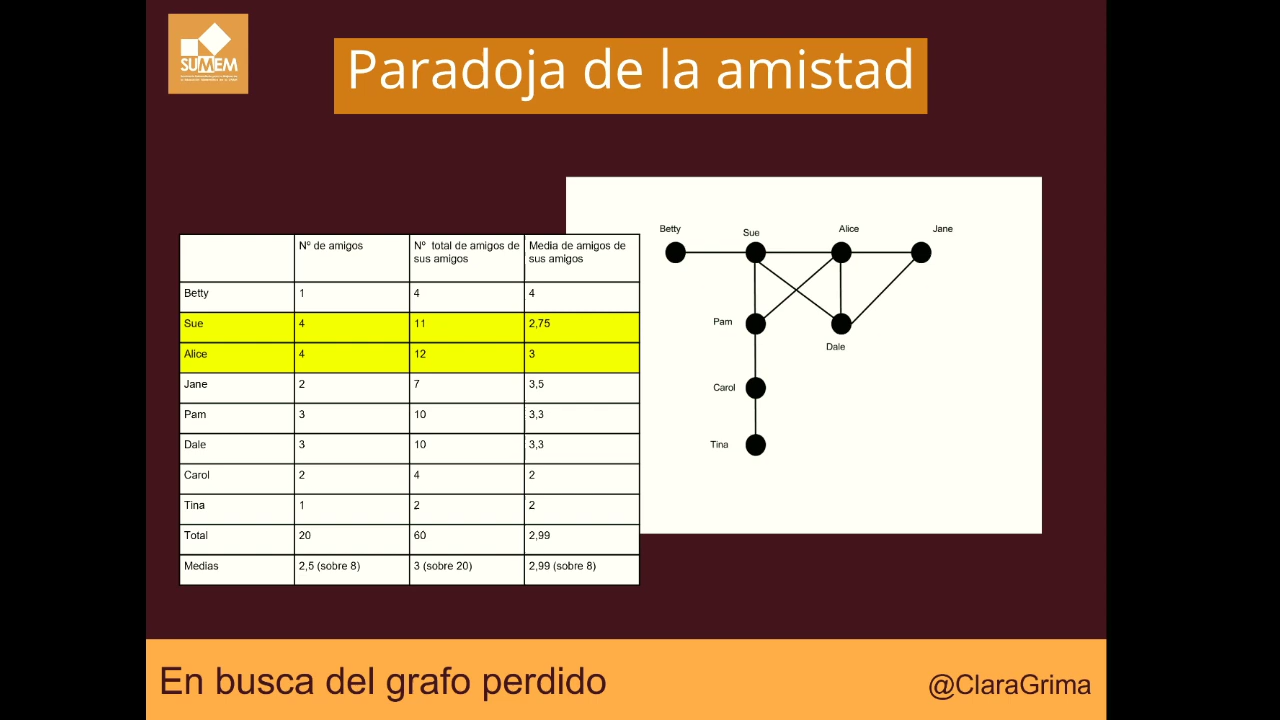 SUMEM
Paradoja de la amistad
Nº de amigos
Nº total de amigos de
sus amigos
Media de amigos de
sus amigos
Betty 1 4 4
Sue 4 11 2,75
Alice 4 12 3
Jane 2 7 3,5
Pam 3 10 3,3
Dale 3 10 3,3
Carol 2 4 2
Tina 1 2 2
Total 20 60 2,99
Medias 2,5 (sobre 8) 3 (sobre 20) 2,99 (sobre 8)
Betty
Sue
Alice
Jane
Pam
Dale
Carol
Tina
En busca del grafo perdido
@ClaraGrima